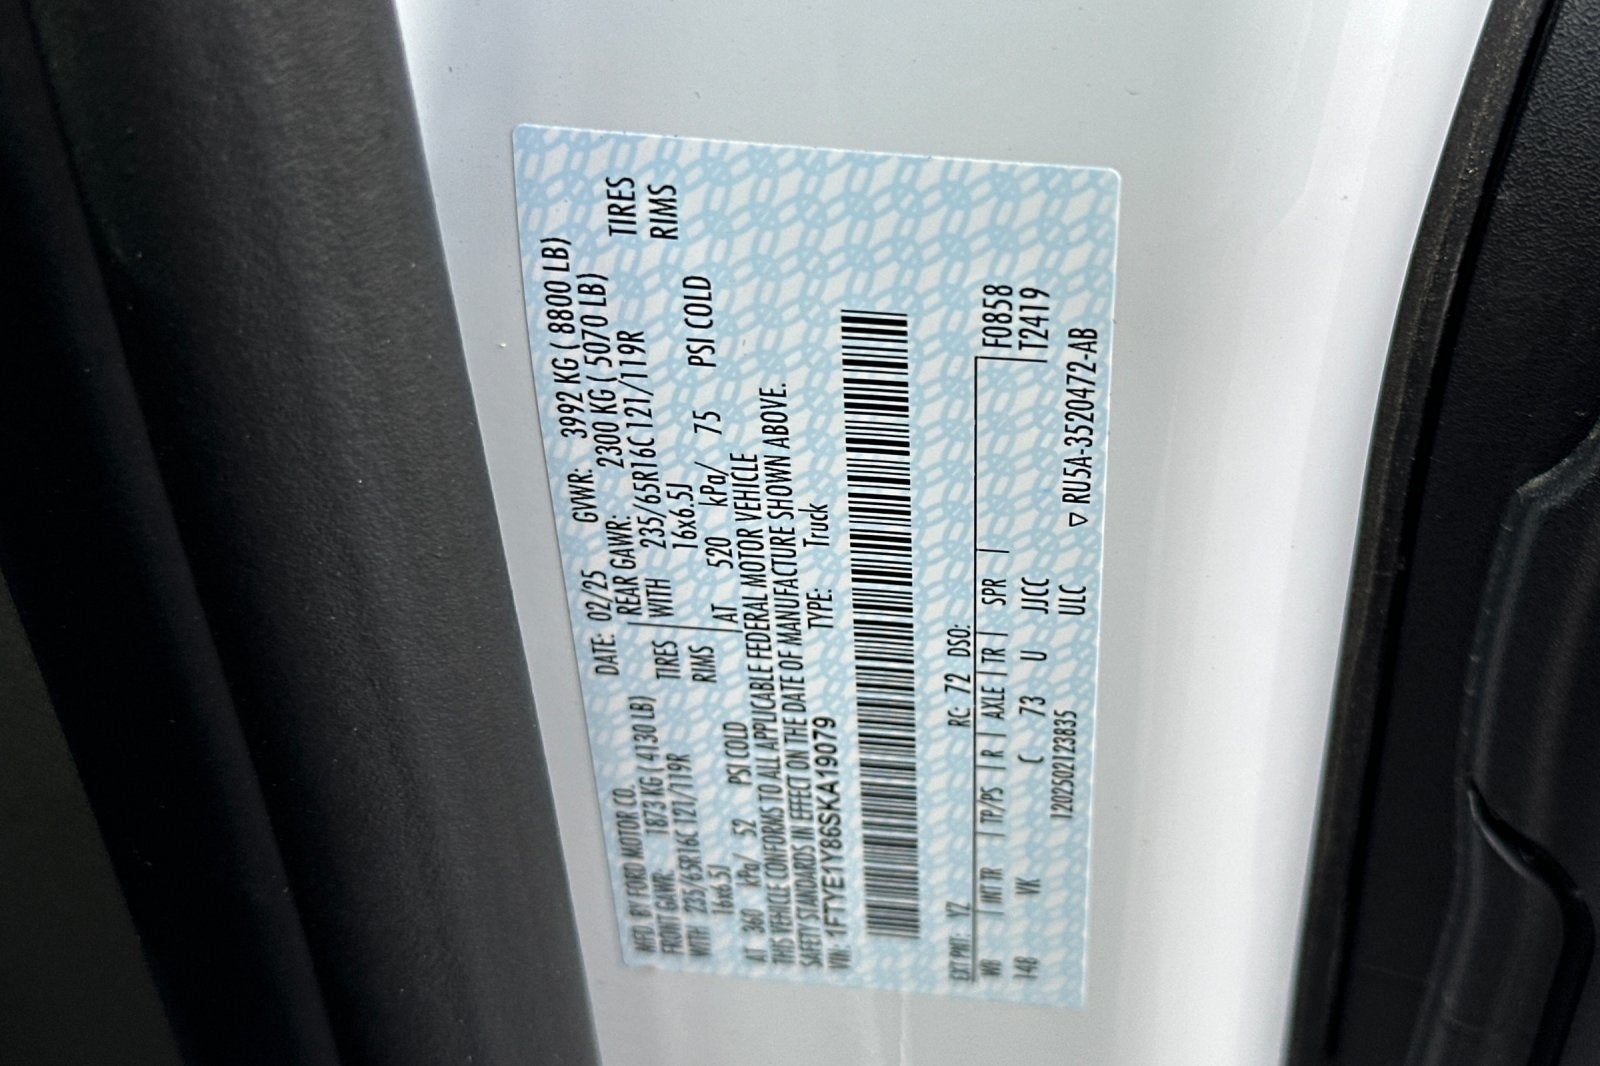 MFD. BY FORD MOTOR CO.
DATE: 02/25 GVWR: 3992 KG ( 8800 LB)
FRONT GAWR: 1873 KG ( 4130 LB) REAR GAWR: 2300 KG ( 5070 LB)
WITH 235/65R16C 121/119R TIRES WITH 235/65R16C 121/119R TIRES
16x6.5J RIMS 16x6.5J RIMS
AT 360 kPa/ 52 PSI COLD AT 520 kPa/ 75 PSI COLD
THIS VEHICLE CONFORMS TO ALL APPLICABLE FEDERAL MOTOR VEHICLE
SAFETY STANDARDS IN EFFECT ON THE DATE OF MANUFACTURE SHOWN ABOVE.
VIN: 1FTYE1Y86SKA19079 TYPE: Truck
EXT PNT: YZ RC: 72 DSO:
WB | INT TR | TP/PS | R | AXLE | TR | SPR | F0858
148 VK C 73 U JJCC T2419
120250212383​5 ULC ▽ RU5A-3520472-AB